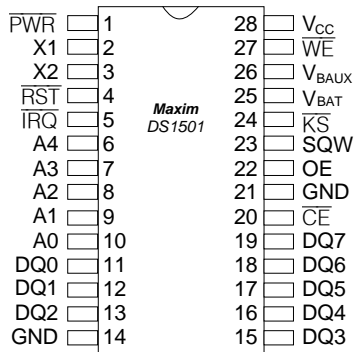 PWR 1 28 VCC
X1 2 27 WE
X2 3 26 VBAUX
RST 4 Maxim 25 VBAT
IRQ 5 DS1501 24 KS
A4 6 23 SQW
A3 7 22 OE
A2 8 21 GND
A1 9 20 CE
A0 10 19 DQ7
DQ0 11 18 DQ6
DQ1 12 17 DQ5
DQ2 13 16 DQ4
GND 14 15 DQ3